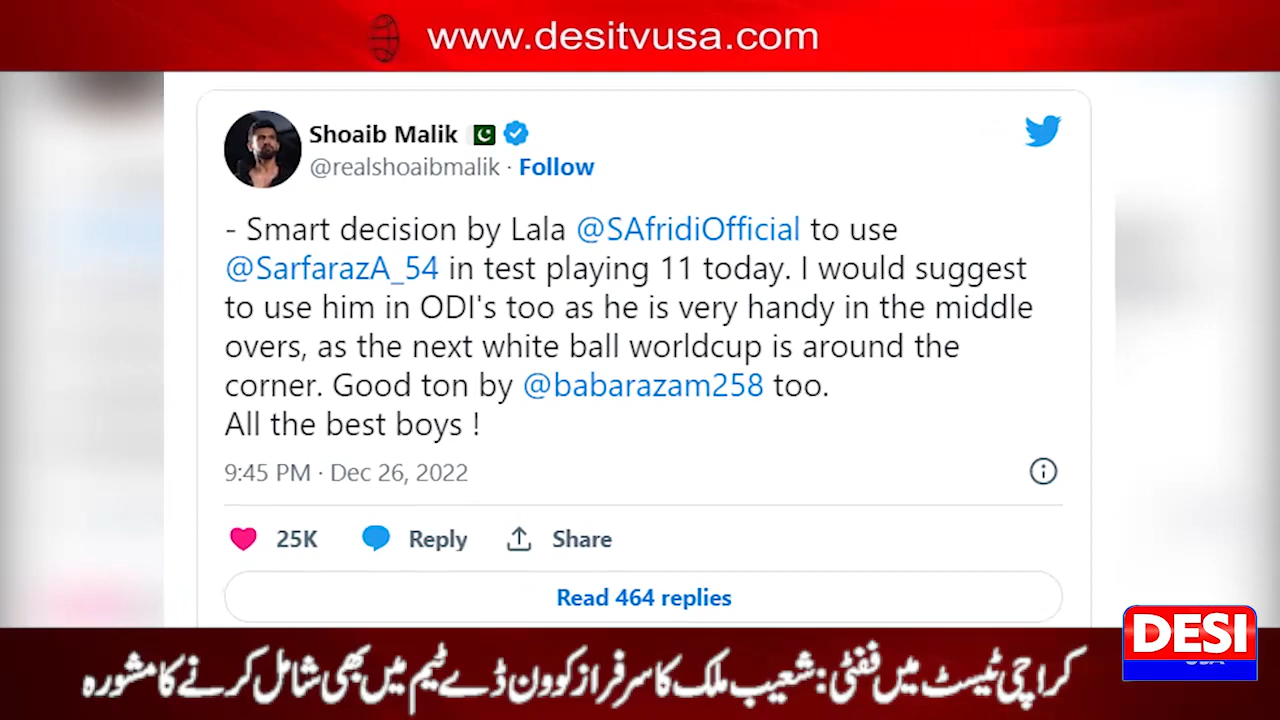 www.desitvusa.com
Shoaib Malik
@realshoaibmalik · Follow
- Smart decision by Lala @SAfridiOfficial to use
@SarfarazA_54 in test playing 11 today. I would suggest
to use him in ODI's too as he is very handy in the middle
overs, as the next white ball worldcup is around the
corner. Good ton by @babarazam258 too.
All the best boys !
9:45 PM · Dec 26, 2022
25K Reply Share
Read 464 replies
DESI
USA
کراچی ٹیسٹ میں ففٹی: شعیب ملک کا سرفراز کو ون ڈے ٹیم میں بھی شامل کرنے کا مشورہ